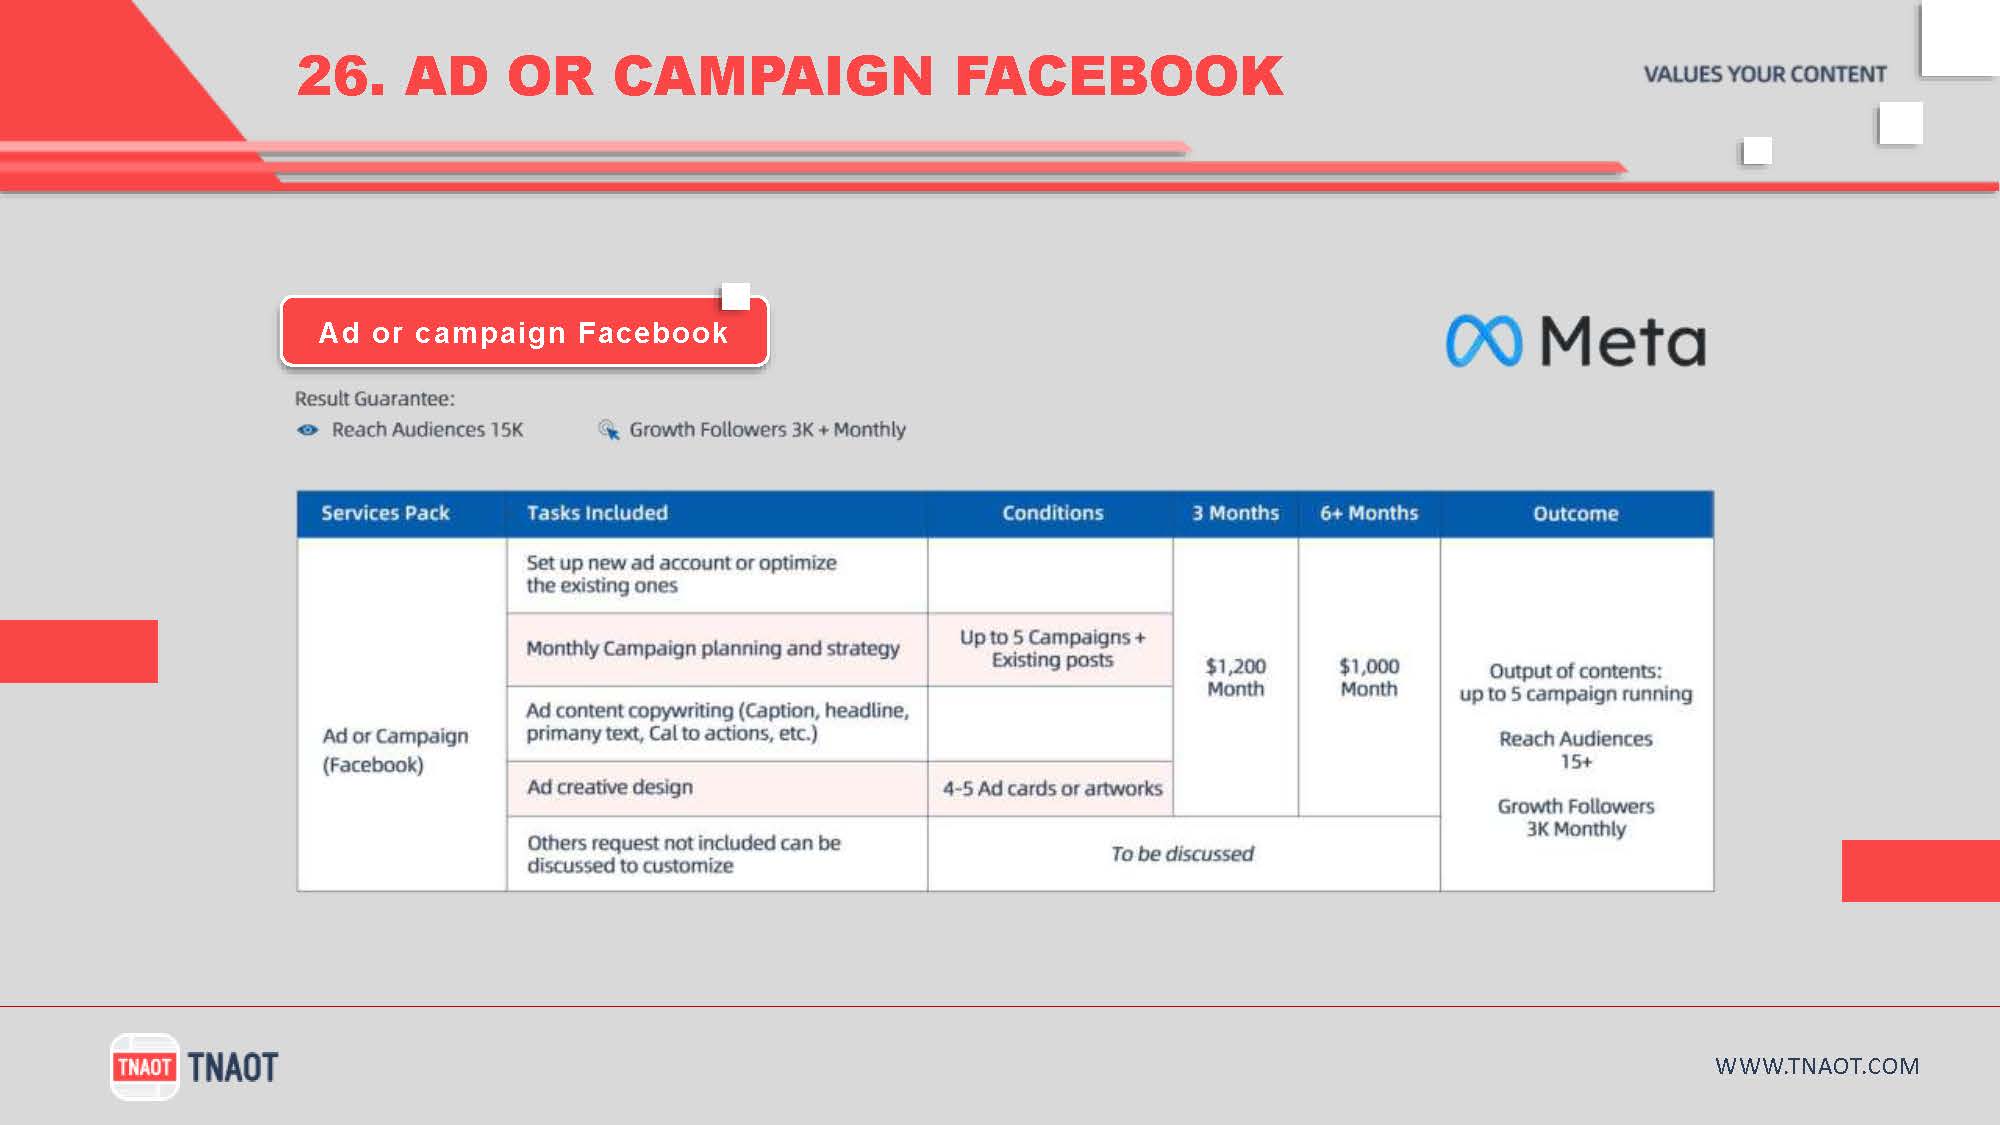 26. AD OR CAMPAIGN FACEBOOK
VALUES YOUR CONTENT
Ad or campaign Facebook
Meta
Result Guarantee:
Reach Audiences 15K
Growth Followers 3K + Monthly
Services Pack
Tasks Included
Conditions
3 Months
6+ Months
Outcome
Ad or Campaign
(Facebook)
Set up new ad account or optimize
the existing ones
Monthly Campaign planning and strategy
Up to 5 Campaigns +
Existing posts
Ad content copywriting (Caption, headline,
primany text, Cal to actions, etc.)
Ad creative design
4-5 Ad cards or artworks
$1,200
Month
$1,000
Month
Others request not included can be
discussed to customize
To be discussed
Output of contents:
up to 5 campaign running
Reach Audiences
15+
Growth Followers
3K Monthly
TNAOT
TNAOT
WWW.TNAOT.COM